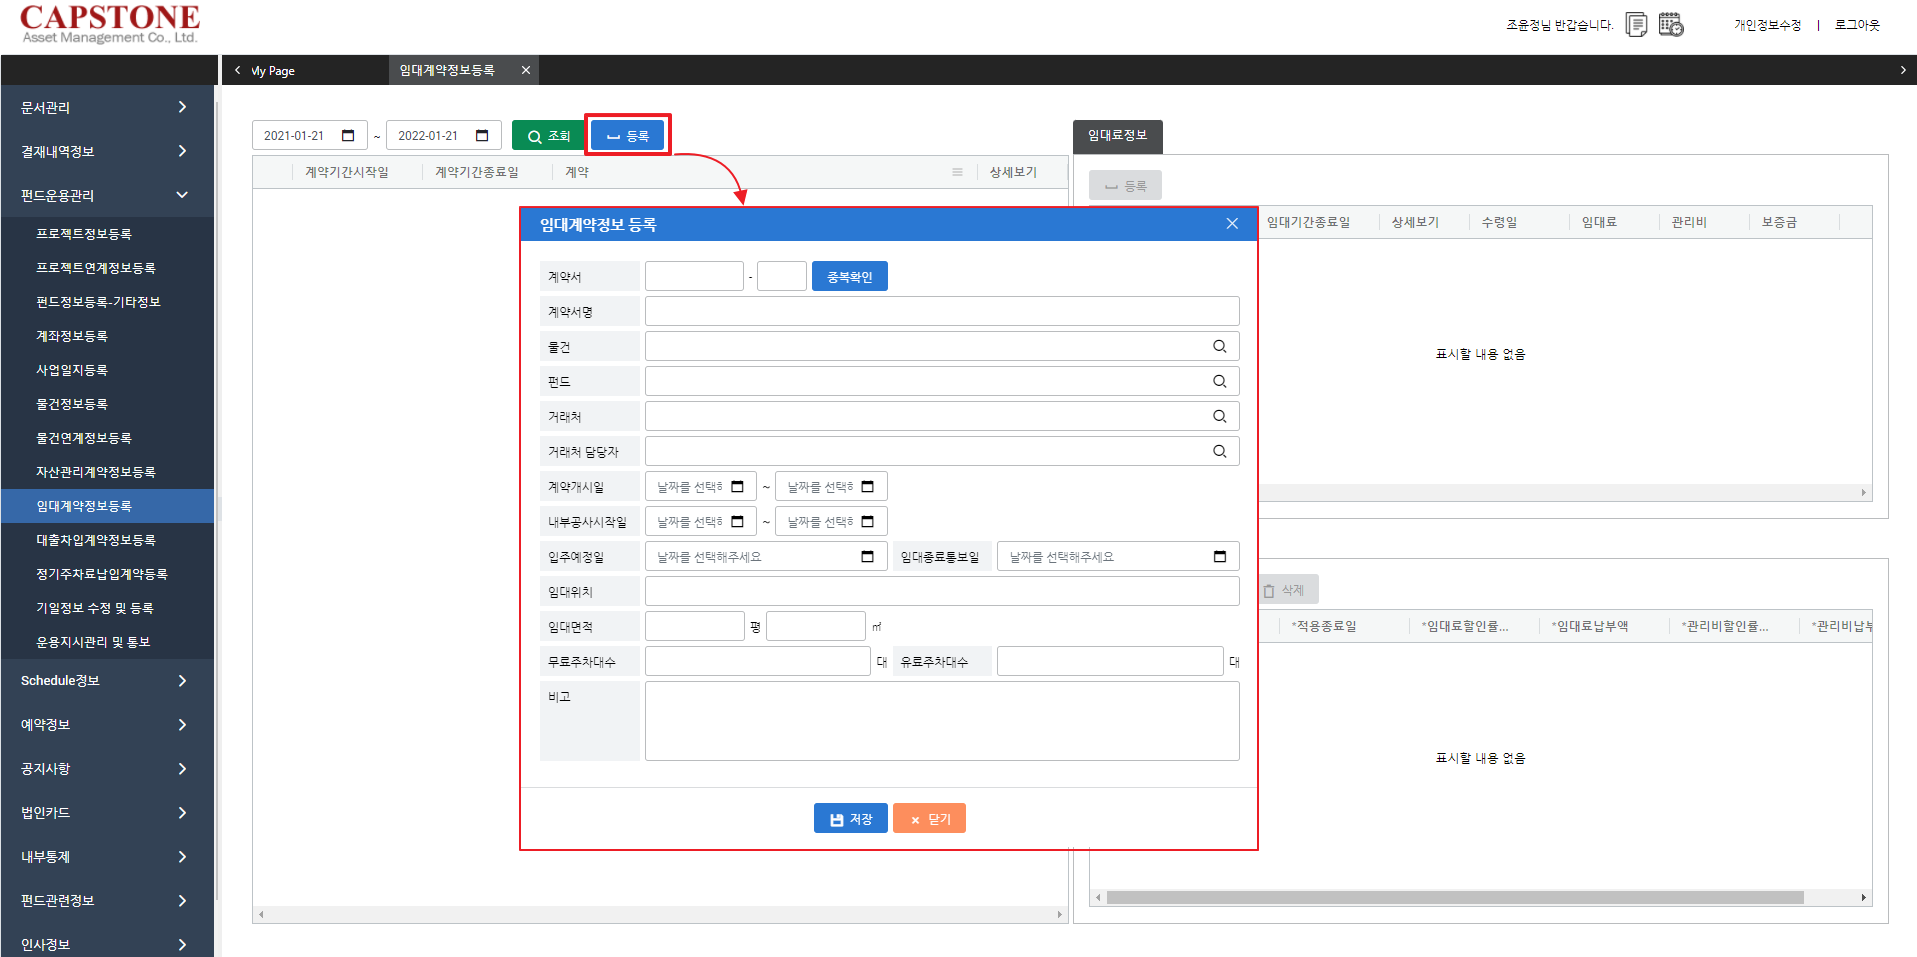 CAPSTONE
Asset Management Co., Ltd.
조윤정님 반갑습니다.
개인정보수정 | 로그아웃
My Page
임대계약정보등록
문서관리
결재내역정보
펀드운용관리
프로젝트정보등록
프로젝트연계정보등록
펀드정보등록-기타정보
계좌정보등록
사업일지등록
물건정보등록
물건연계정보등록
자산관리계약정보등록
임대계약정보등록
대출차입계약정보등록
정기주차료납입계약등록
기일정보 수정 및 등록
운용지시관리 및 통보
Schedule정보
예약정보
공지사항
법인카드
내부통제
펀드관련정보
인사정보
2021-01-21 ~ 2022-01-21 조회 등록
계약기간시작일 계약기간종료일 계약 상세보기
임대계약정보 등록
계약서 - 중복확인
계약서명
물건
펀드
거래처
거래처 담당자
계약개시일 날짜를 선택ㅎ ~ 날짜를 선택ㅎ
내부공사시작일 날짜를 선택ㅎ ~ 날짜를 선택ㅎ
입주예정일 날짜를 선택해주세요 임대종료통보일 날짜를 선택해주세요
임대위치
임대면적 평 ㎡
무료주차대수 대 유료주차대수 대
비고
저장 닫기
임대료정보
등록
임대기간종료일 상세보기 수령일 임대료 관리비 보증금
표시할 내용 없음
삭제
*적용종료일 *임대료할인률... *임대료납부액 *관리비할인률... *관리비납부
표시할 내용 없음